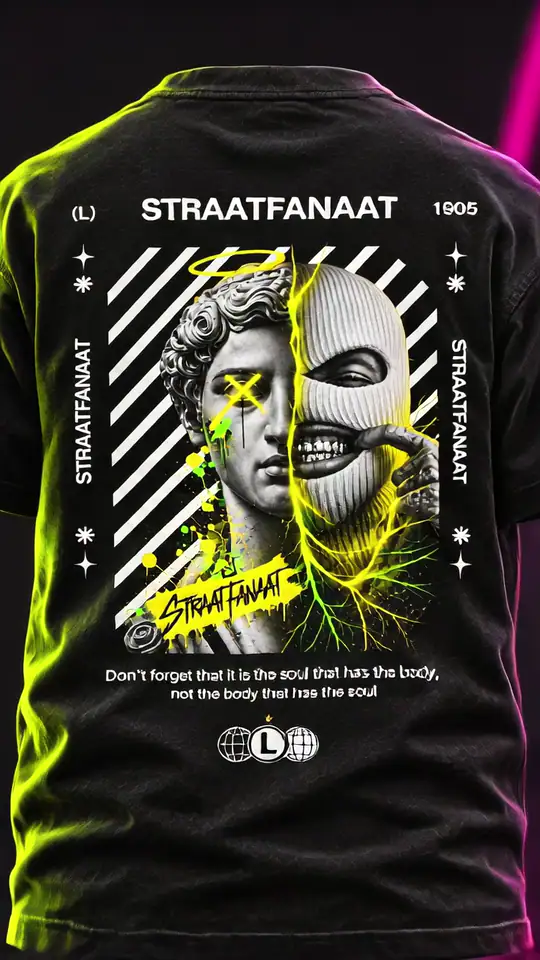 (L) STRAATFANAAT 1905
STRAATFANAAT
STRAATFANAAT
STRAATFANAAT
Don't forget that it is the soul that has the body,
not the body that has the soul
L